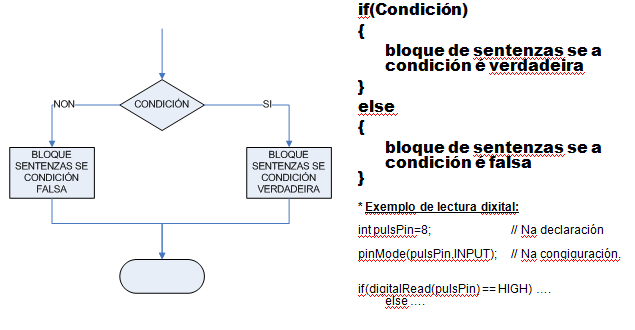 NON
CONDICIÓN
SI
BLOQUE
SENTENZAS SE
CONDICIÓN
FALSA
BLOQUE
SENTENZAS SE
CONDICIÓN
VERDADEIRA
if(Condición)
{
bloque de sentenzas se a
condición é verdadeira
}
else
{
bloque de sentenzas se a
condición é falsa
}
* Exemplo de lectura dixital:
int pulsPin=8; // Na declaración
pinMode(pulsPin,INPUT); // Na congiguración.
if(digitalRead(pulsPin) == HIGH) ....
else ....